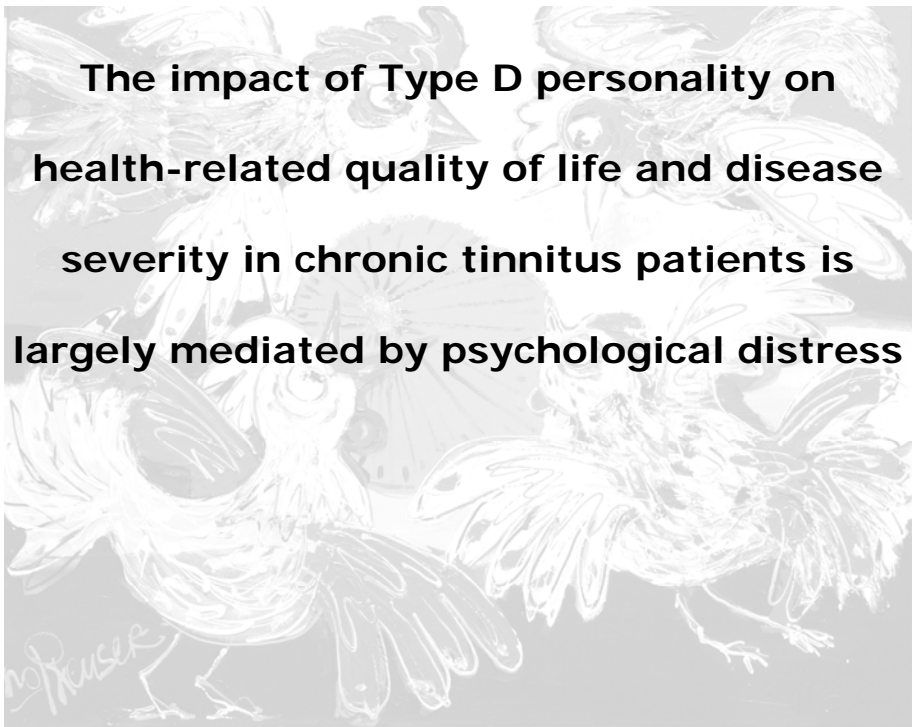 The impact of Type D personality on
health-related quality of life and disease
severity in chronic tinnitus patients is
largely mediated by psychological distress